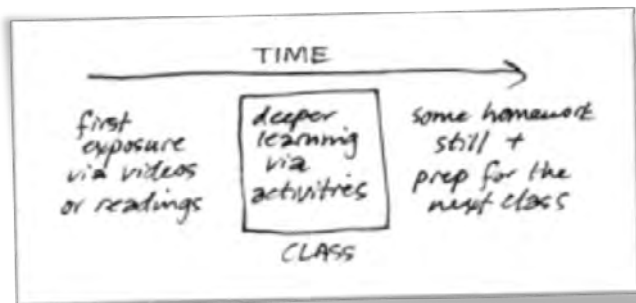 TIME
first
exposure
via videos
or readings
deeper
learning
via
activities
some homework
still +
prep for the
next class
CLASS